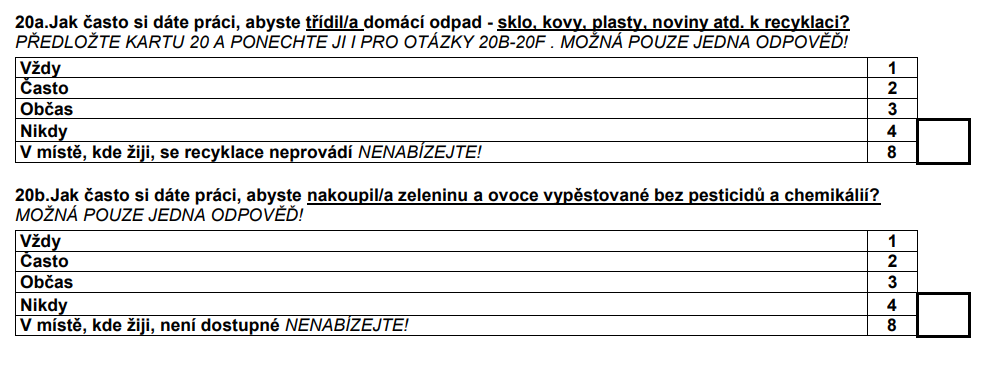 20a.Jak často si dáte práci, abyste třídil/a domácí odpad - sklo, kovy, plasty, noviny atd. k recyklaci?
PŘEDLOŽTE KARTU 20 A PONECHTE JI I PRO OTÁZKY 20B-20F . MOŽNÁ POUZE JEDNA ODPOVĚĎ!
Vždy 1
Často 2
Občas 3
Nikdy 4
V místě, kde žiji, se recyklace neprovádí NENABÍZEJTE! 8
20b.Jak často si dáte práci, abyste nakoupil/a zeleninu a ovoce vypěstované bez pesticidů a chemikálií?
MOŽNÁ POUZE JEDNA ODPOVĚĎ!
Vždy 1
Často 2
Občas 3
Nikdy 4
V místě, kde žiji, není dostupné NENABÍZEJTE! 8